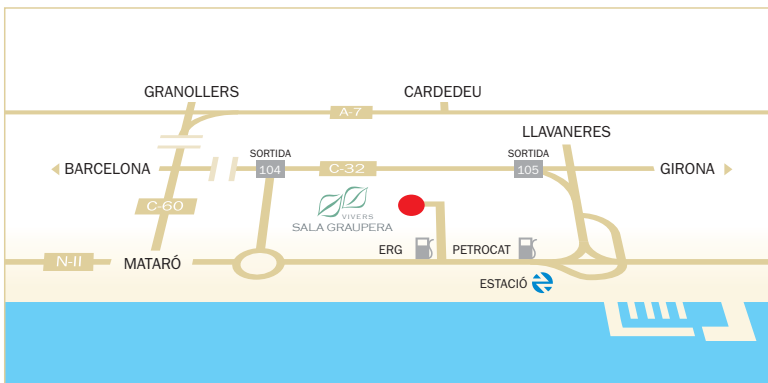 GRANOLLERS
CARDEDEU
A-7
LLAVANERES
SORTIDA
104
C-32
SORTIDA
105
BARCELONA
GIRONA
C-60
VIVERS
SALA GRAUPERA
ERG
PETROCAT
N-II
MATARÓ
ESTACIÓ